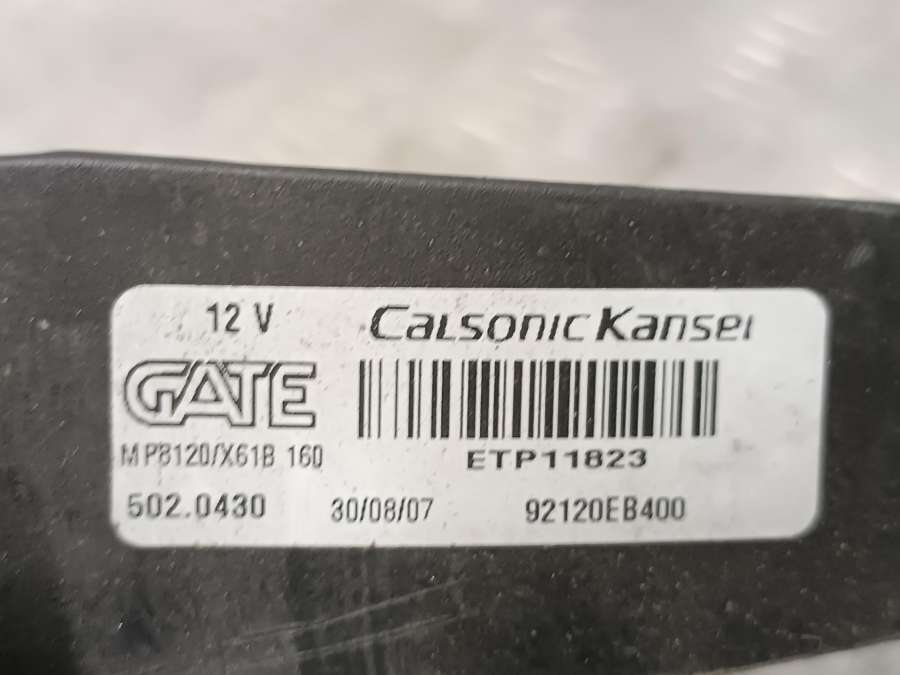 12 V CALSONIC KANSEI
GATE
MP8120/X61B 160 ETP11823
502.0430 30/08/07 92120EB400